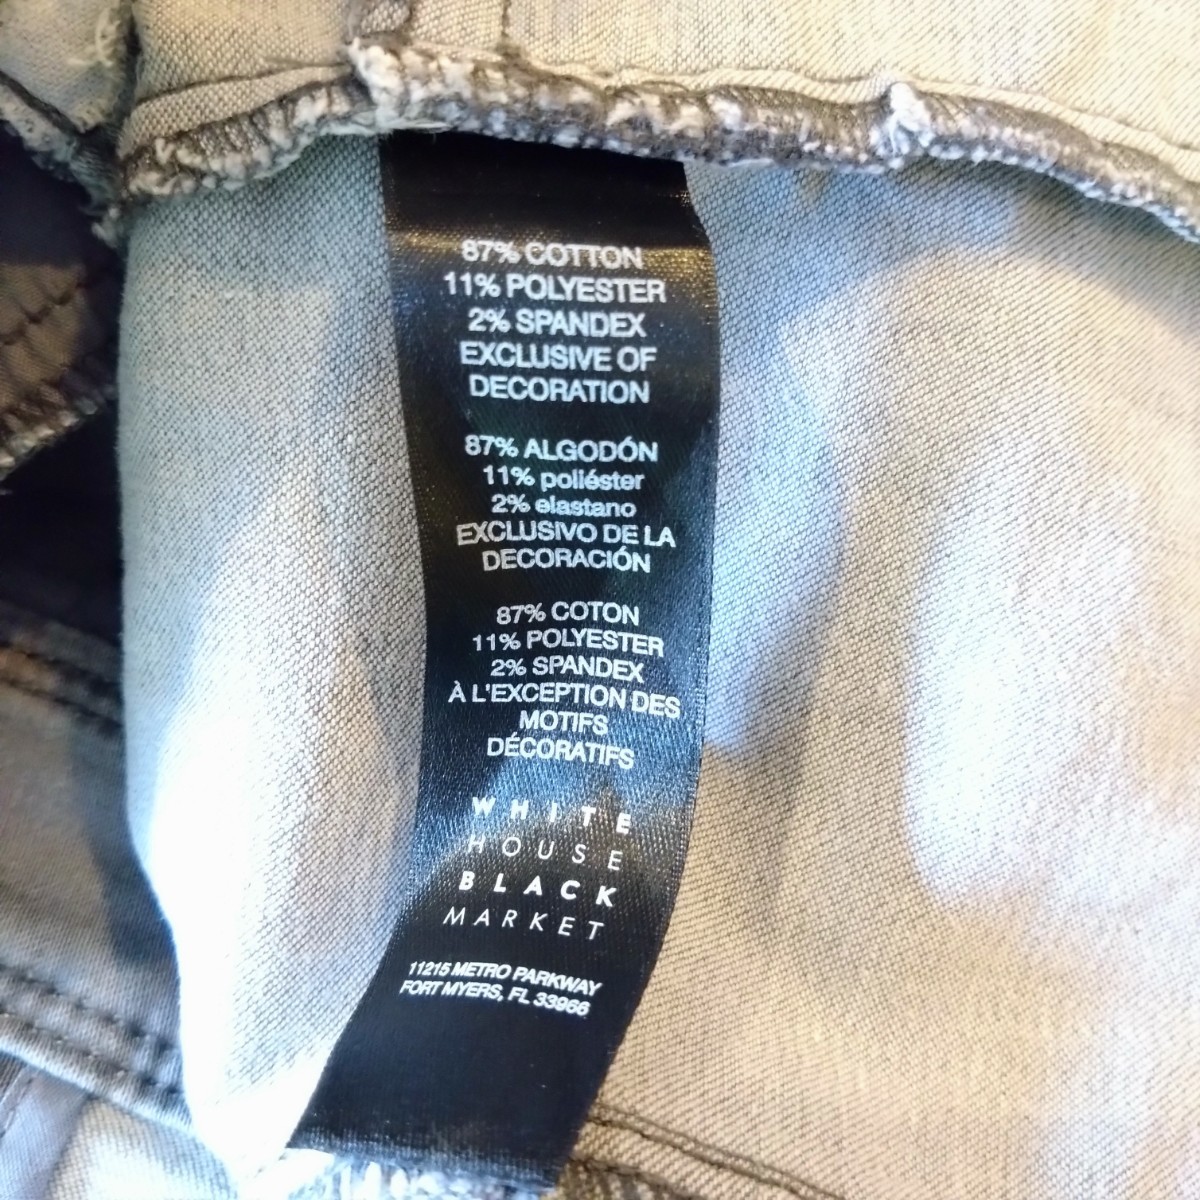 87% COTTON
11% POLYESTER
2% SPANDEX
EXCLUSIVE OF
DECORATION
87% ALGODÓN
11% poliéster
2% elastano
EXCLUSIVO DE LA
DECORACIÓN
87% COTON
11% POLYESTER
2% SPANDEX
À L'EXCEPTION DES
MOTIFS
DÉCORATIFS
WHITE
HOUSE
BLACK
MARKET
11215 METRO PARKWAY
FORT MYERS, FL 33966